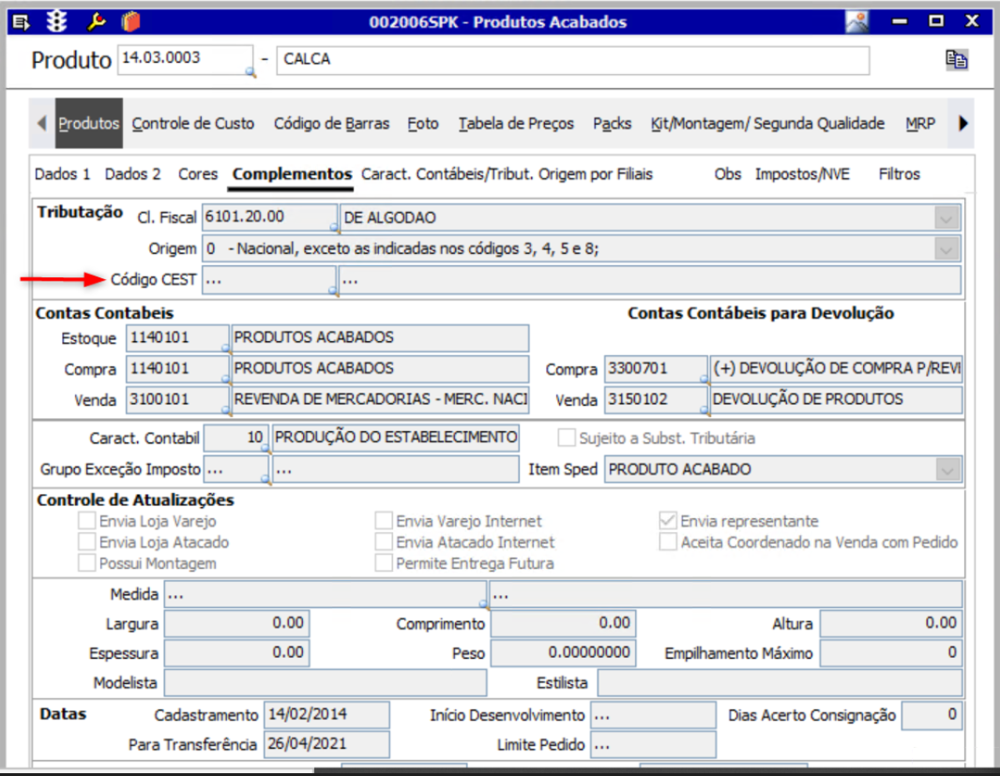 002006SPK - Produtos Acabados
Produto 14.03.0003 - CALCA
Produtos Controle de Custo Código de Barras Foto Tabela de Preços Packs Kit/Montagem/ Segunda Qualidade MRP
Dados 1 Dados 2 Cores Complementos Caract. Contábeis/Tribut. Origem por Filiais Obs Impostos/NVE Filtros
Tributação Cl. Fiscal 6101.20.00 DE ALGODAO
Origem 0 - Nacional, exceto as indicadas nos códigos 3, 4, 5 e 8;
Código CEST ... ...
Contas Contabeis Contas Contábeis para Devolução
Estoque 1140101 PRODUTOS ACABADOS
Compra 1140101 PRODUTOS ACABADOS Compra 3300701 (+) DEVOLUÇÃO DE COMPRA P/REVI
Venda 3100101 REVENDA DE MERCADORIAS - MERC. NACI Venda 3150102 DEVOLUÇÃO DE PRODUTOS
Caract. Contabil 10 PRODUÇÃO DO ESTABELECIMENTO Sujeito a Subst. Tributária
Grupo Exceção Imposto ... ... Item Sped PRODUTO ACABADO
Controle de Atualizações
Envia Loja Varejo Envia Varejo Internet Envia representante
Envia Loja Atacado Envia Atacado Internet Aceita Coordenado na Venda com Pedido
Possui Montagem Permite Entrega Futura
Medida ... ...
Largura 0.00 Comprimento 0.00 Altura 0.00
Espessura 0.00 Peso 0.00000000 Empilhamento Máximo 0
Modelista Estilista
Datas Cadastramento 14/02/2014 Início Desenvolvimento ... Dias Acerto Consignação 0
Para Transferência 26/04/2021 Limite Pedido ...